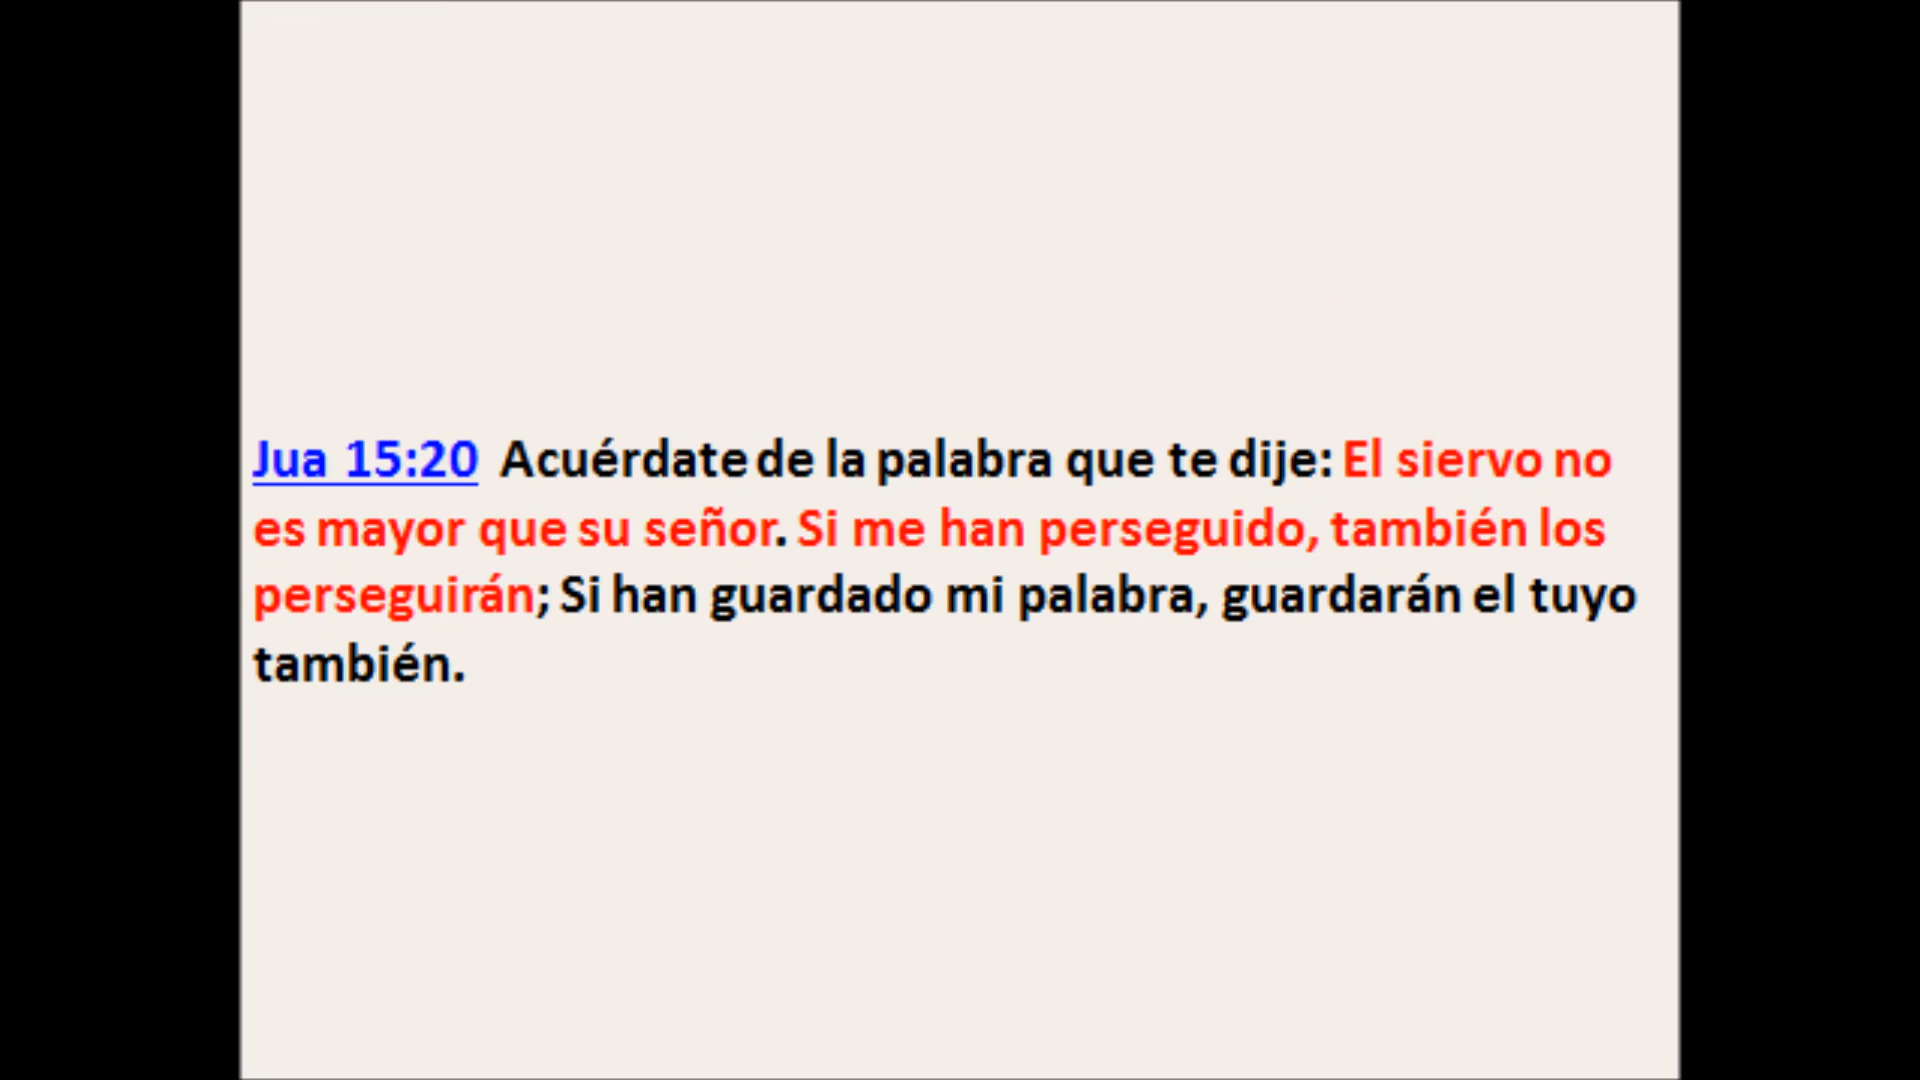 Jua 15:20 Acuérdate de la palabra que te dije: El siervo no
es mayor que su señor. Si me han perseguido, también los
perseguirán; Si han guardado mi palabra, guardarán el tuyo
también.